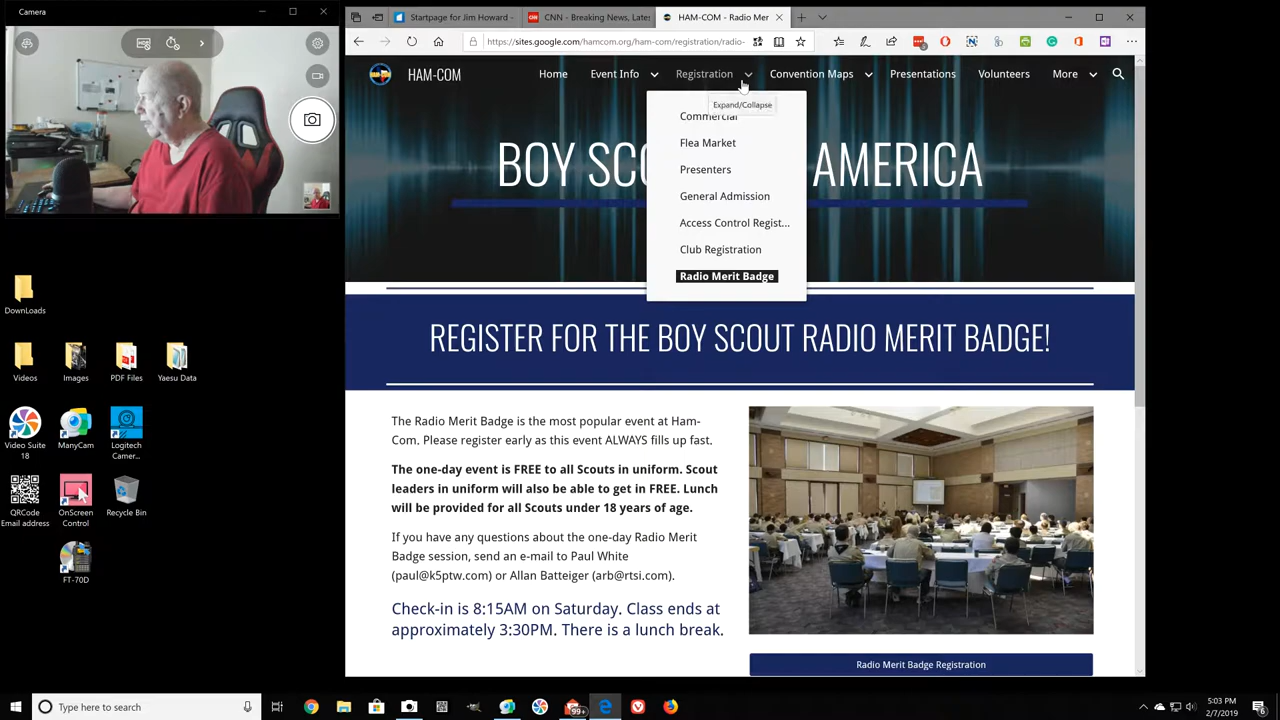 Camera
Startpage for Jim Howard -
CNN - Breaking News, Lates
HAM-COM - Radio Mer
https://sites.google.com/hamcom.org/ham-com/registration/radio-
HAM-COM
Home
Event Info
Registration
Convention Maps
Presentations
Volunteers
More
Expand/Collapse
Commercial
Flea Market
Presenters
General Admission
Access Control Regist...
Club Registration
Radio Merit Badge
BOY SCO AMERICA
REGISTER FOR THE BOY SCOUT RADIO MERIT BADGE!
The Radio Merit Badge is the most popular event at Ham-
Com. Please register early as this event ALWAYS fills up fast.
The one-day event is FREE to all Scouts in uniform. Scout
leaders in uniform will also be able to get in FREE. Lunch
will be provided for all Scouts under 18 years of age.
If you have any questions about the one-day Radio Merit
Badge session, send an e-mail to Paul White
(paul@k5ptw.com) or Allan Batteiger (arb@rtsi.com).
Check-in is 8:15AM on Saturday. Class ends at
approximately 3:30PM. There is a lunch break.
Radio Merit Badge Registration
DownLoads
Videos
Images
PDF Files
Yaesu Data
Video Suite
18
ManyCam
Logitech
Camer...
QRCode
Email address
OnScreen
Control
Recycle Bin
FT-70D
Type here to search
99+
5:03 PM
2/7/2019
6